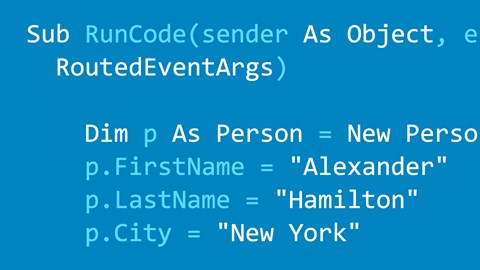 Sub RunCode(sender As Object, e
RoutedEventArgs)
Dim p As Person = New Perso
p.FirstName = "Alexander"
p.LastName = "Hamilton"
p.City = "New York"